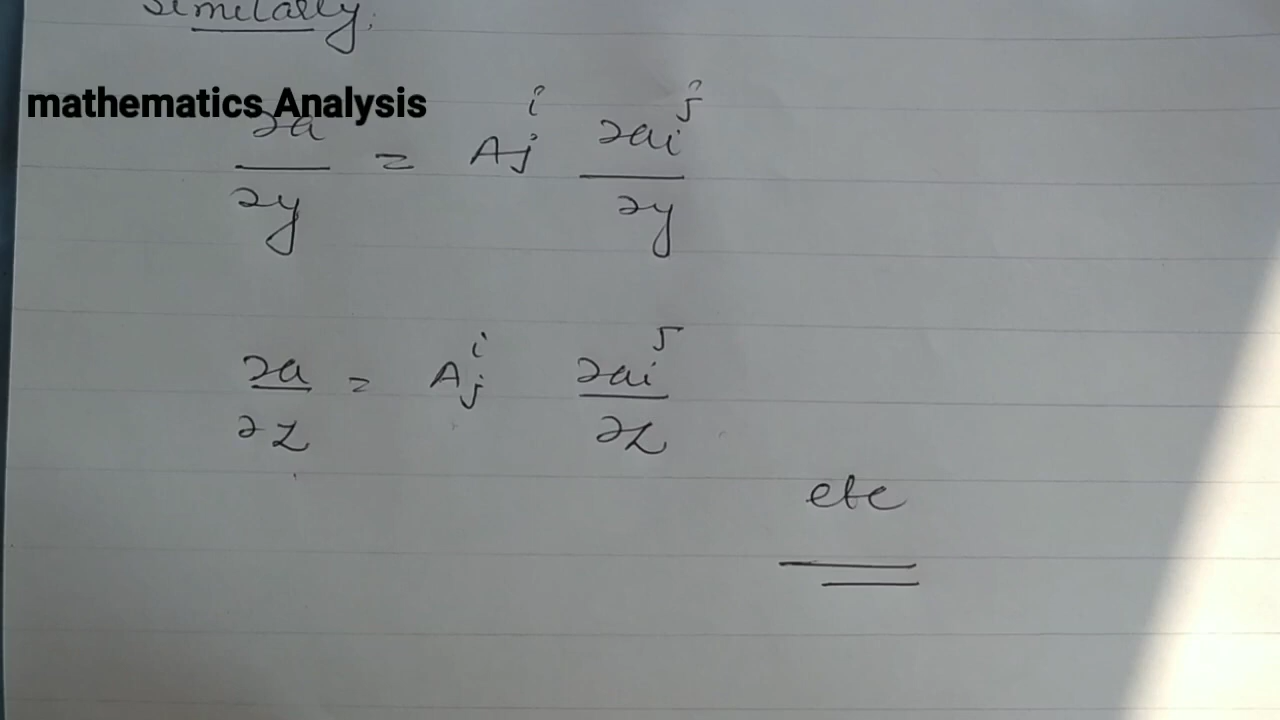 Similarly,
mathematics Analysis
∂a/∂y = A_j^i ∂a_i^j/∂y
∂a/∂z = A_j^i ∂a_i^j/∂z
etc